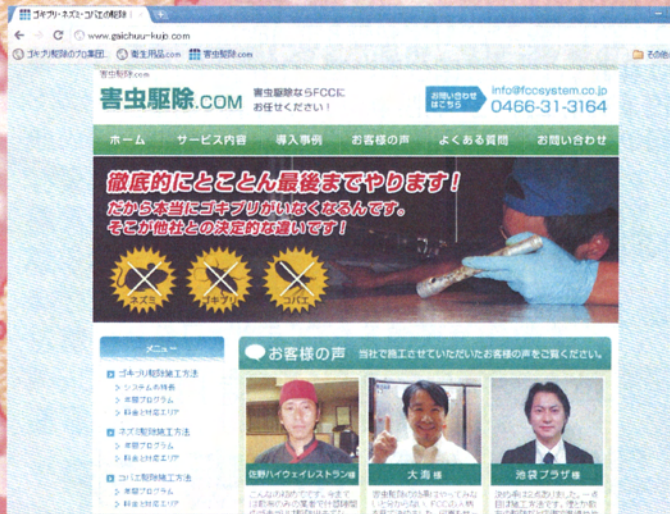 ゴキブリ・ネズミ・コバエの駆除
www.gaichuu-kujo.com
ゴキブリ駆除のプロ集団
衛生用品.com
害虫駆除.com
その他
害虫駆除.com
害虫駆除.COM
害虫駆除ならFCCに
お任せください!
お問い合わせ
はこちら
info@fccsystem.co.jp
0466-31-3164
ホーム
サービス内容
導入事例
お客様の声
よくある質問
お問い合わせ
徹底的にとことん最後までやります!
だから本当にゴキブリがいなくなるんです。
そこが他社との決定的な違いです!
ネズミ
ゴキブリ
コバエ
メニュー
ゴキブリ駆除施工方法
> システムの特長
> 年間プログラム
> 料金と対応エリア
ネズミ駆除施工方法
> 年間プログラム
> 料金と対応エリア
コバエ駆除施工方法
> 年間プログラム
> 料金と対応エリア
お客様の声 当社で施工させていただいたお客様の声をご覧ください。
佐野ハイウェイレストラン様
大海 様
池袋プラザ様